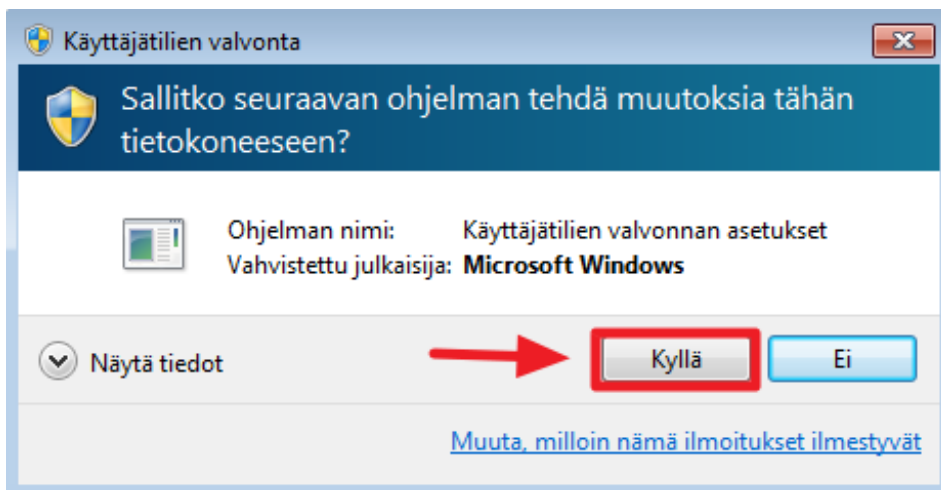 Käyttäjätilien valvonta
Sallitko seuraavan ohjelman tehdä muutoksia tähän
tietokoneeseen?
Ohjelman nimi: Käyttäjätilien valvonnan asetukset
Vahvistettu julkaisija: Microsoft Windows
Näytä tiedot Kyllä Ei
Muuta, milloin nämä ilmoitukset ilmestyvät